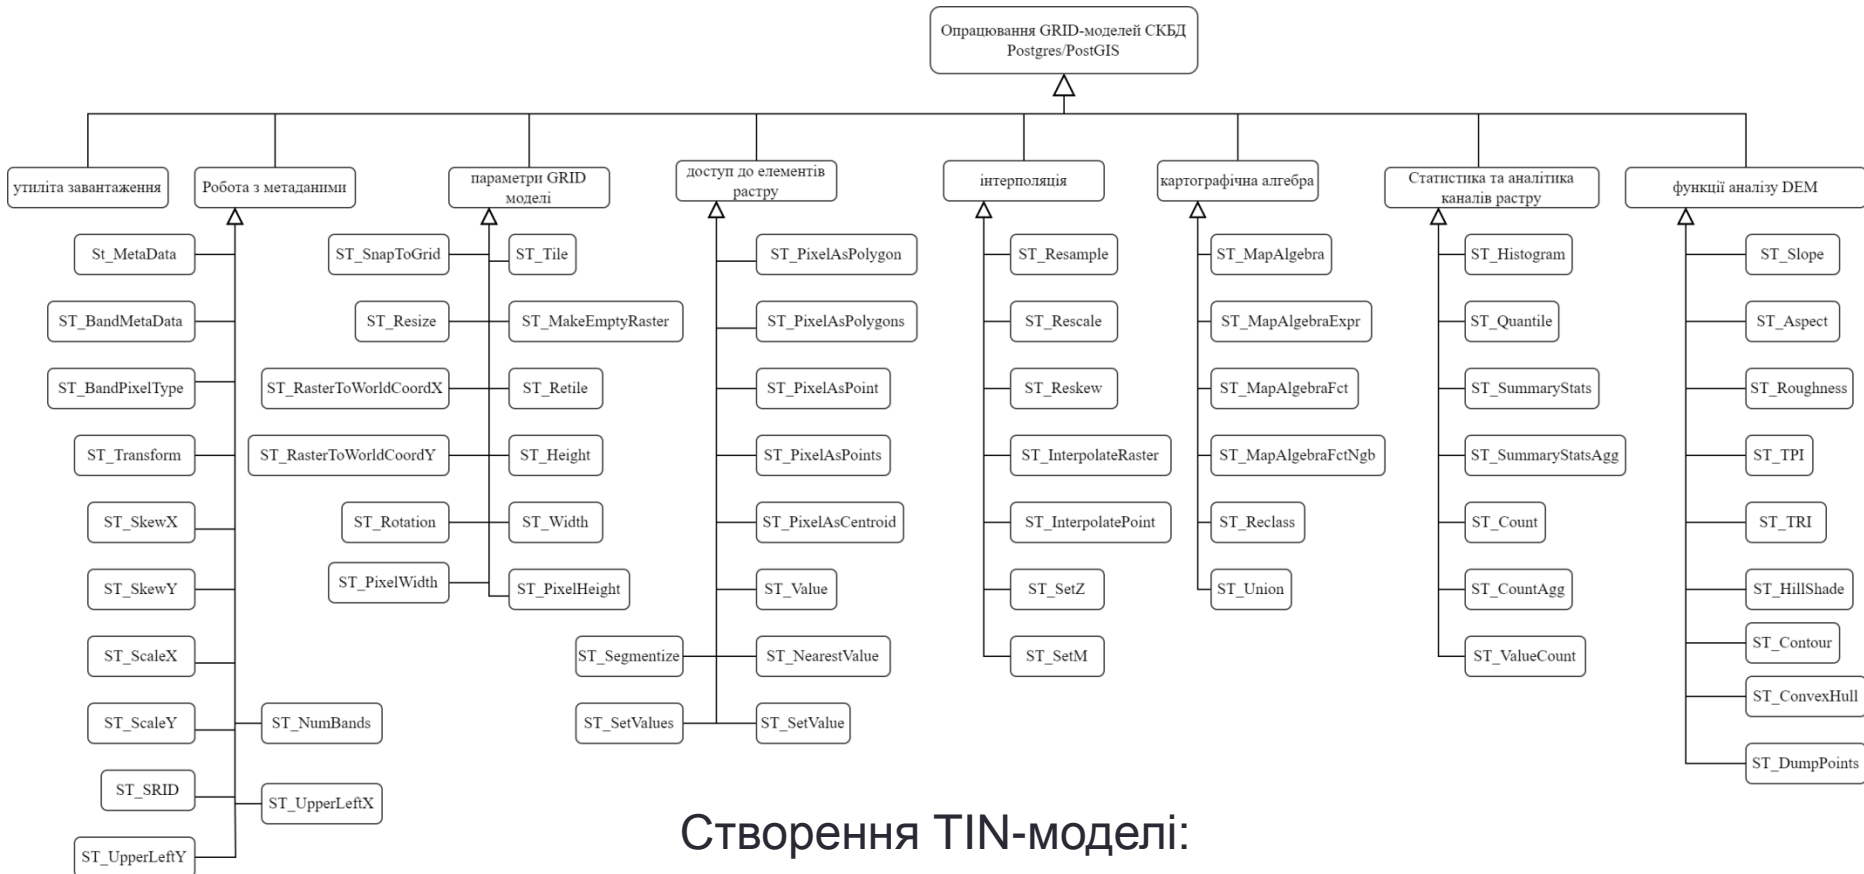 Опрацювання GRID-моделей СКБД
Postgres/PostGIS
утиліта завантаження
Робота з метаданими
St_MetaData
ST_BandMetaData
ST_BandPixelType
ST_Transform
ST_SkewX
ST_SkewY
ST_ScaleX
ST_ScaleY
ST_NumBands
ST_SRID
ST_UpperLeftX
ST_UpperLeftY
параметри GRID
моделі
ST_SnapToGrid
ST_Tile
ST_Resize
ST_MakeEmptyRaster
ST_RasterToWorldCoordX
ST_Retile
ST_RasterToWorldCoordY
ST_Height
ST_Rotation
ST_Width
ST_PixelWidth
ST_PixelHeight
доступ до елементів
растру
ST_PixelAsPolygon
ST_PixelAsPolygons
ST_PixelAsPoint
ST_PixelAsPoints
ST_PixelAsCentroid
ST_Value
ST_Segmentize
ST_NearestValue
ST_SetValues
ST_SetValue
інтерполяція
ST_Resample
ST_Rescale
ST_Reskew
ST_InterpolateRaster
ST_InterpolatePoint
ST_SetZ
ST_SetM
картографічна алгебра
ST_MapAlgebra
ST_MapAlgebraExpr
ST_MapAlgebraFct
ST_MapAlgebraFctNgb
ST_Reclass
ST_Union
Статистика та аналітика
каналів растру
ST_Histogram
ST_Quantile
ST_SummaryStats
ST_SummaryStatsAgg
ST_Count
ST_CountAgg
ST_ValueCount
функції аналізу DEM
ST_Slope
ST_Aspect
ST_Roughness
ST_TPI
ST_TRI
ST_HillShade
ST_Contour
ST_ConvexHull
ST_DumpPoints
Створення TIN-моделі: